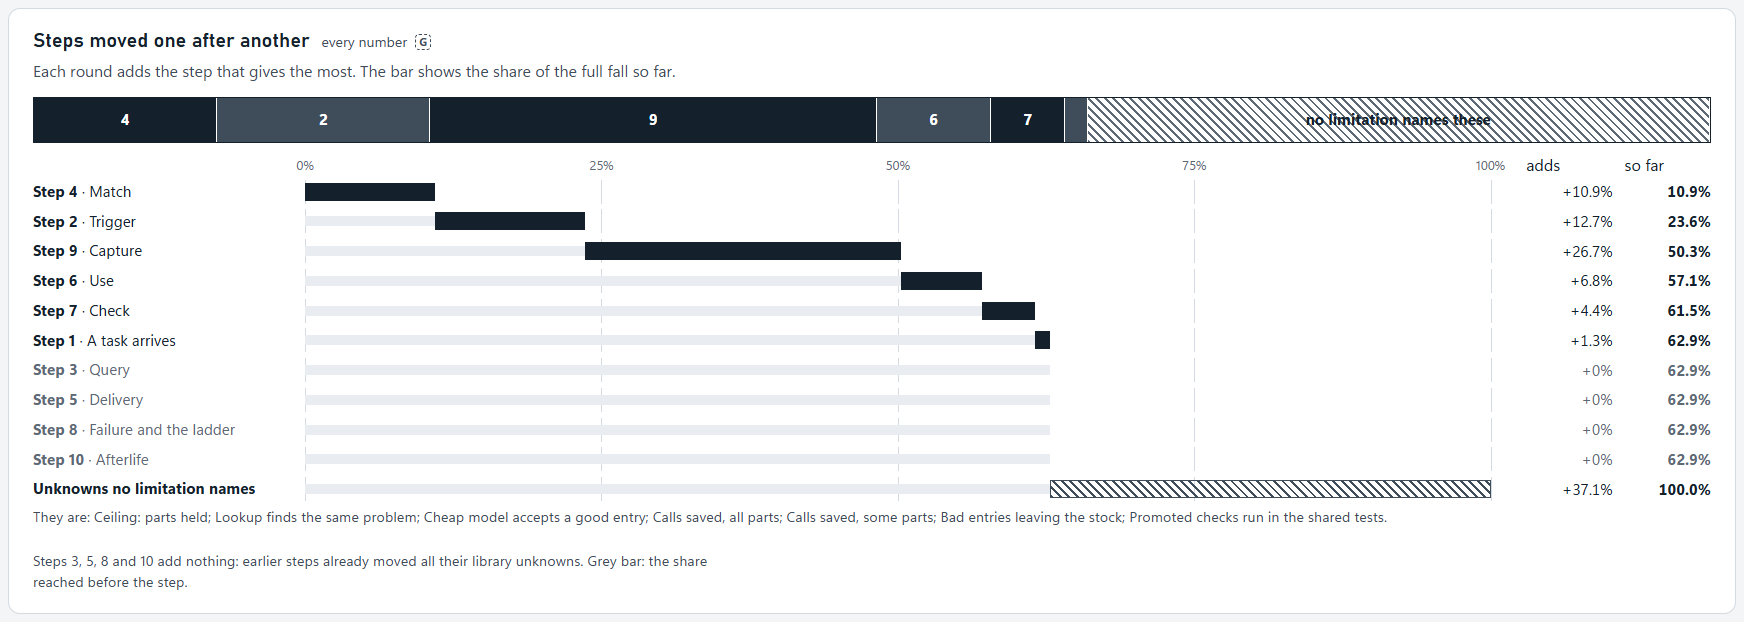 Steps moved one after another every number G
Each round adds the step that gives the most. The bar shows the share of the full fall so far.
4 2 9 6 7 no limitation names these
0% 25% 50% 75% 100% adds so far
Step 4 · Match +10.9% 10.9%
Step 2 · Trigger +12.7% 23.6%
Step 9 · Capture +26.7% 50.3%
Step 6 · Use +6.8% 57.1%
Step 7 · Check +4.4% 61.5%
Step 1 · A task arrives +1.3% 62.9%
Step 3 · Query +0% 62.9%
Step 5 · Delivery +0% 62.9%
Step 8 · Failure and the ladder +0% 62.9%
Step 10 · Afterlife +0% 62.9%
Unknowns no limitation names +37.1% 100.0%
They are: Ceiling: parts held; Lookup finds the same problem; Cheap model accepts a good entry; Calls saved, all parts; Calls saved, some parts; Bad entries leaving the stock; Promoted checks run in the shared tests.
Steps 3, 5, 8 and 10 add nothing: earlier steps already moved all their library unknowns. Grey bar: the share
reached before the step.